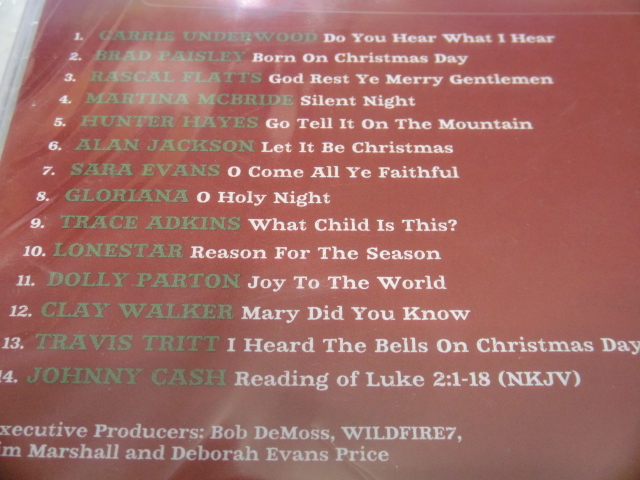 1. CARRIE UNDERWOOD Do You Hear What I Hear
2. BRAD PAISLEY Born On Christmas Day
3. RASCAL FLATTS God Rest Ye Merry Gentlemen
4. MARTINA MCBRIDE Silent Night
5. HUNTER HAYES Go Tell It On The Mountain
6. ALAN JACKSON Let It Be Christmas
7. SARA EVANS O Come All Ye Faithful
8. GLORIANA O Holy Night
9. TRACE ADKINS What Child Is This?
10. LONESTAR Reason For The Season
11. DOLLY PARTON Joy To The World
12. CLAY WALKER Mary Did You Know
13. TRAVIS TRITT I Heard The Bells On Christmas Day
14. JOHNNY CASH Reading of Luke 2:1-18 (NKJV)
xecutive Producers: Bob DeMoss, WILDFIRE7,
im Marshall and Deborah Evans Price